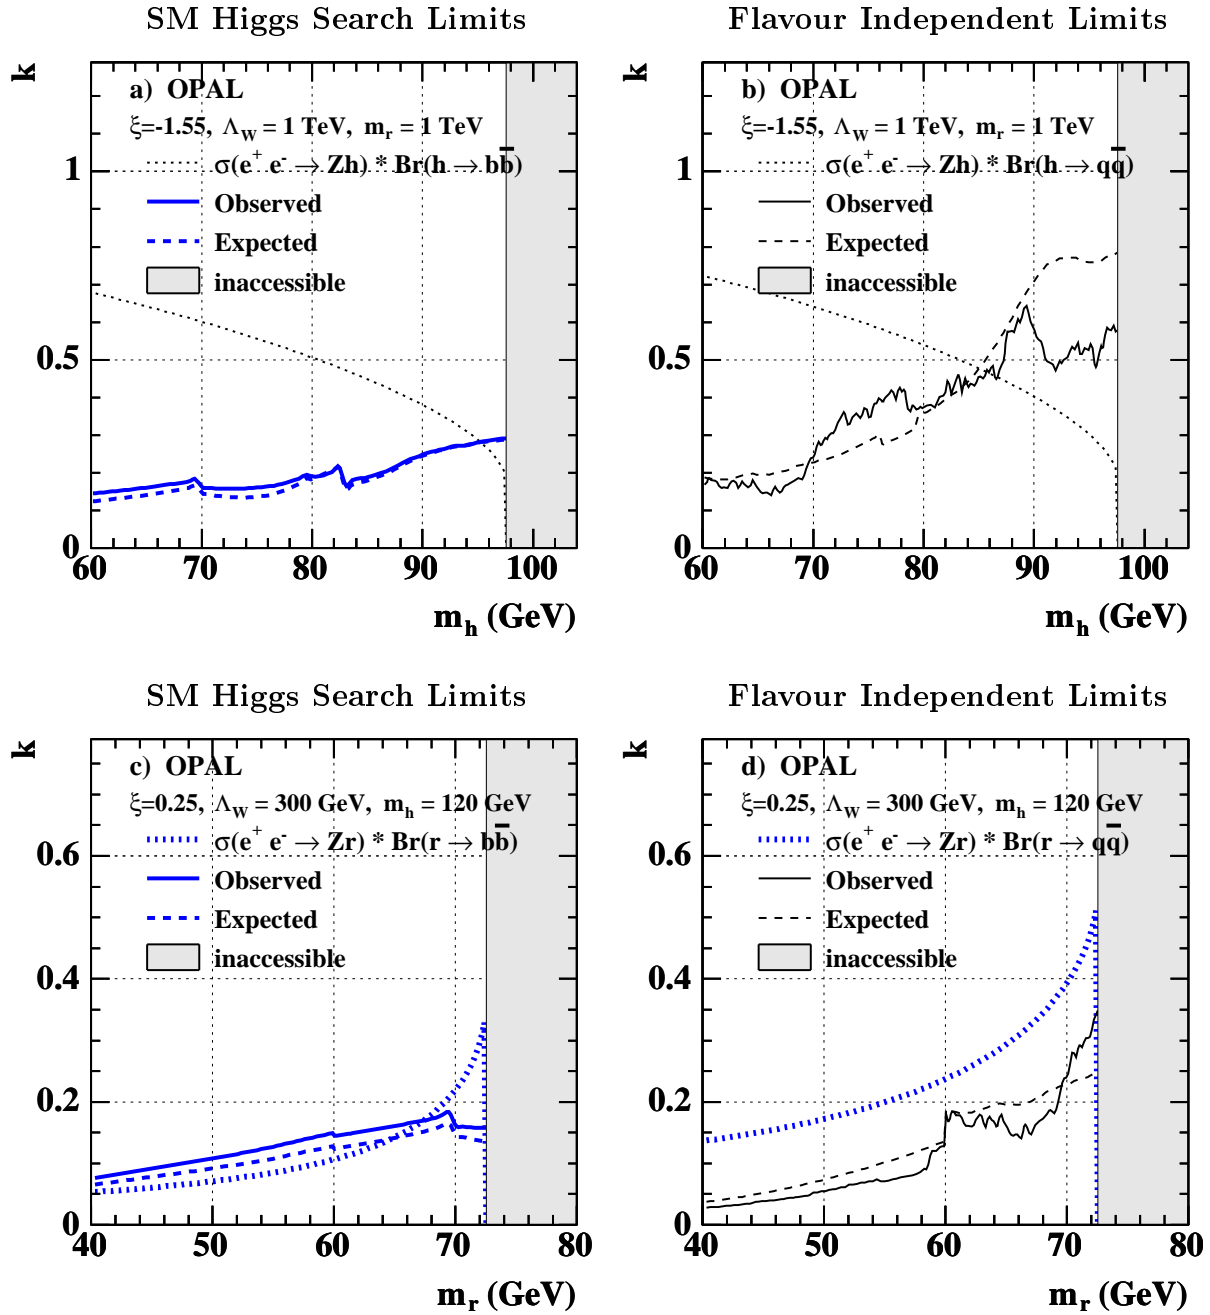 SM Higgs Search Limits
k
a) OPAL
ξ=-1.55, Λ_W = 1 TeV, m_r = 1 TeV
σ(e⁺ e⁻ → Zh) * Br(h → bb̅)
Observed
Expected
inaccessible
1
0.5
0
60 70 80 90 100
m_h (GeV)
Flavour Independent Limits
k
b) OPAL
ξ=-1.55, Λ_W = 1 TeV, m_r = 1 TeV
σ(e⁺ e⁻ → Zh) * Br(h → qq̅)
Observed
Expected
inaccessible
1
0.5
0
60 70 80 90 100
m_h (GeV)
SM Higgs Search Limits
k
c) OPAL
ξ=0.25, Λ_W = 300 GeV, m_h = 120 GeV
σ(e⁺ e⁻ → Zr) * Br(r → bb̅)
Observed
Expected
inaccessible
0.6
0.4
0.2
0
40 50 60 70 80
m_r (GeV)
Flavour Independent Limits
k
d) OPAL
ξ=0.25, Λ_W = 300 GeV, m_h = 120 GeV
σ(e⁺ e⁻ → Zr) * Br(r → qq̅)
Observed
Expected
inaccessible
0.6
0.4
0.2
0
40 50 60 70 80
m_r (GeV)